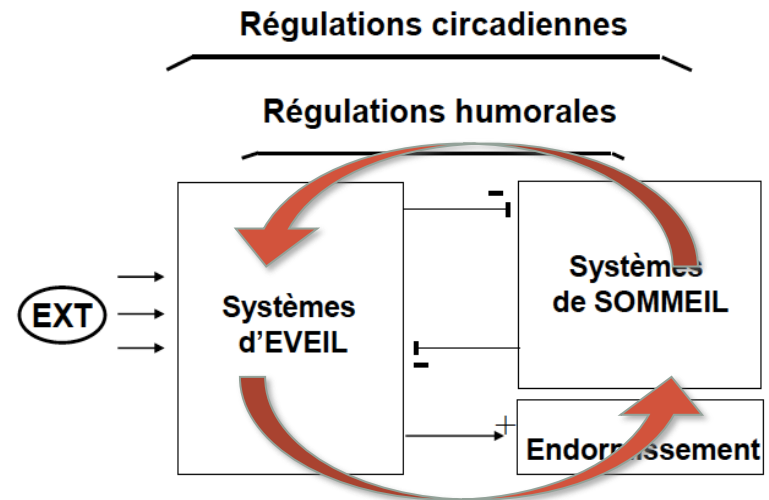 Régulations circadiennes
Régulations humorales
-
Systèmes
de SOMMEIL
EXT
Systèmes
d'EVEIL
-
+
Endormissement